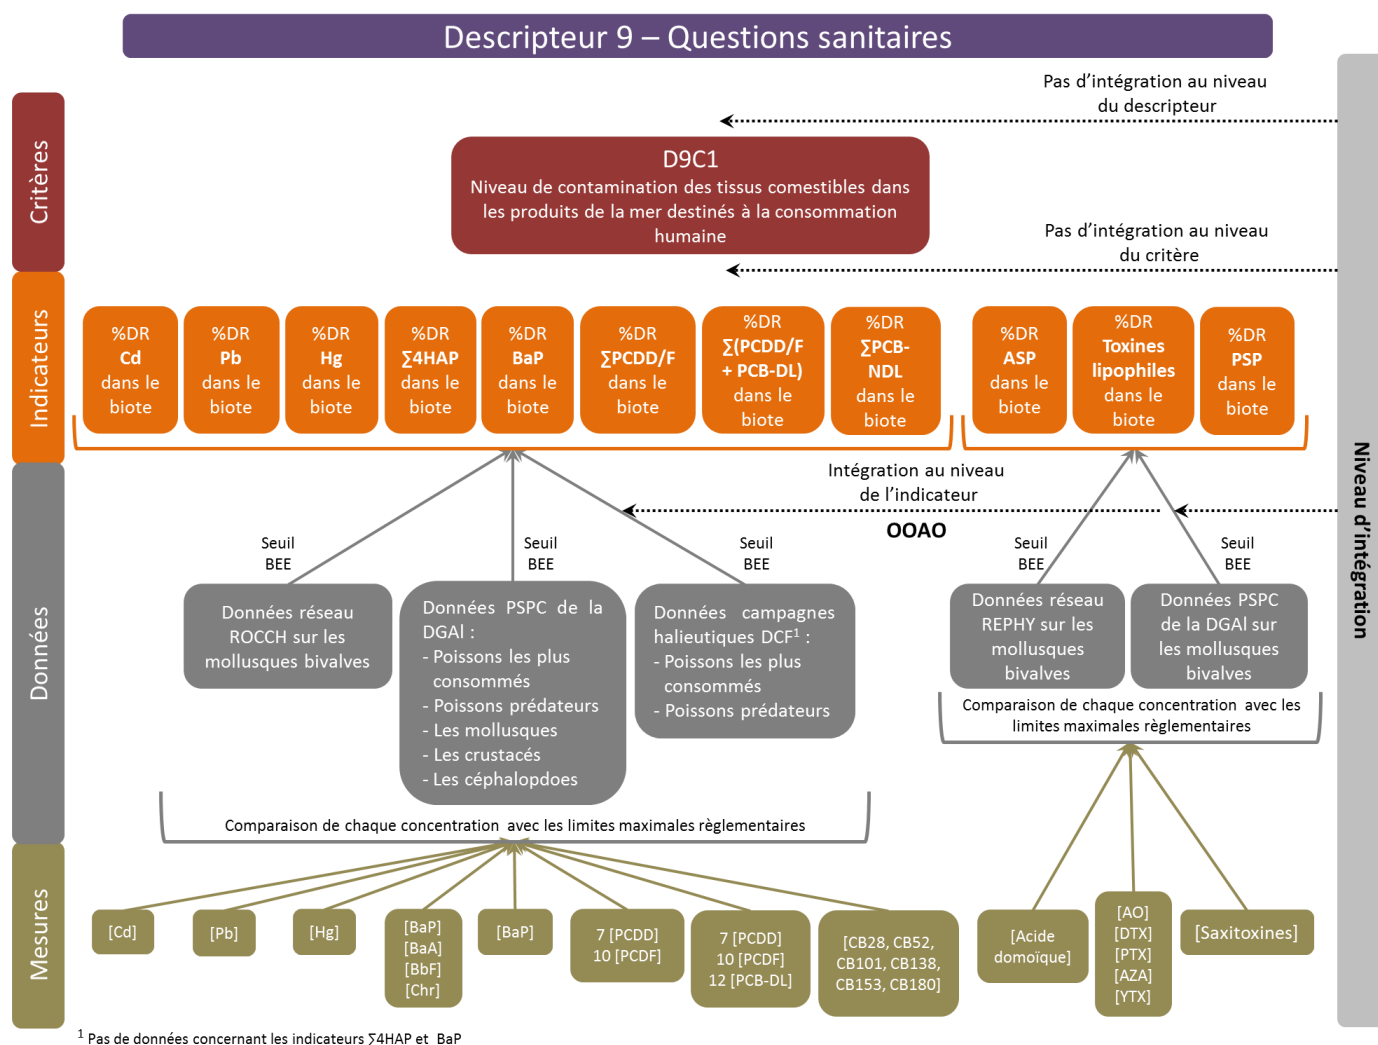 Descripteur 9 – Questions sanitaires
Pas d’intégration au niveau
du descripteur
Critères
D9C1
Niveau de contamination des tissus comestibles dans
les produits de la mer destinés à la consommation
humaine
Pas d’intégration au niveau
du critère
Indicateurs
%DR
Cd
dans le
biote
%DR
Pb
dans le
biote
%DR
Hg
dans le
biote
%DR
∑4HAP
dans le
biote
%DR
BaP
dans le
biote
%DR
∑PCDD/F
dans le
biote
%DR
∑(PCDD/F
+ PCB-DL)
dans le
biote
%DR
∑PCB-
NDL
dans le
biote
%DR
ASP
dans le
biote
%DR
Toxines
lipophiles
dans le
biote
%DR
PSP
dans le
biote
Niveau d’intégration
Intégration au niveau
de l’indicateur
OOAO
Données
Seuil
BEE
Seuil
BEE
Seuil
BEE
Seuil
BEE
Seuil
BEE
Données réseau
ROCCH sur les
mollusques bivalves
Données PSPC de la
DGAl :
- Poissons les plus
consommés
- Poissons prédateurs
- Les mollusques
- Les crustacés
- Les céphalopdoes
Données campagnes
halieutiques DCF1 :
- Poissons les plus
consommés
- Poissons prédateurs
Données réseau
REPHY sur les
mollusques
bivalves
Données PSPC
de la DGAl sur
les mollusques
bivalves
Comparaison de chaque concentration avec les
limites maximales règlementaires
Comparaison de chaque concentration avec les limites maximales règlementaires
Mesures
[Cd]
[Pb]
[Hg]
[BaP]
[BaA]
[BbF]
[Chr]
[BaP]
7 [PCDD]
10 [PCDF]
7 [PCDD]
10 [PCDF]
12 [PCB-DL]
[CB28, CB52,
CB101, CB138,
CB153, CB180]
[Acide
domoïque]
[AO]
[DTX]
[PTX]
[AZA]
[YTX]
[Saxitoxines]
1 Pas de données concernant les indicateurs ∑4HAP et BaP